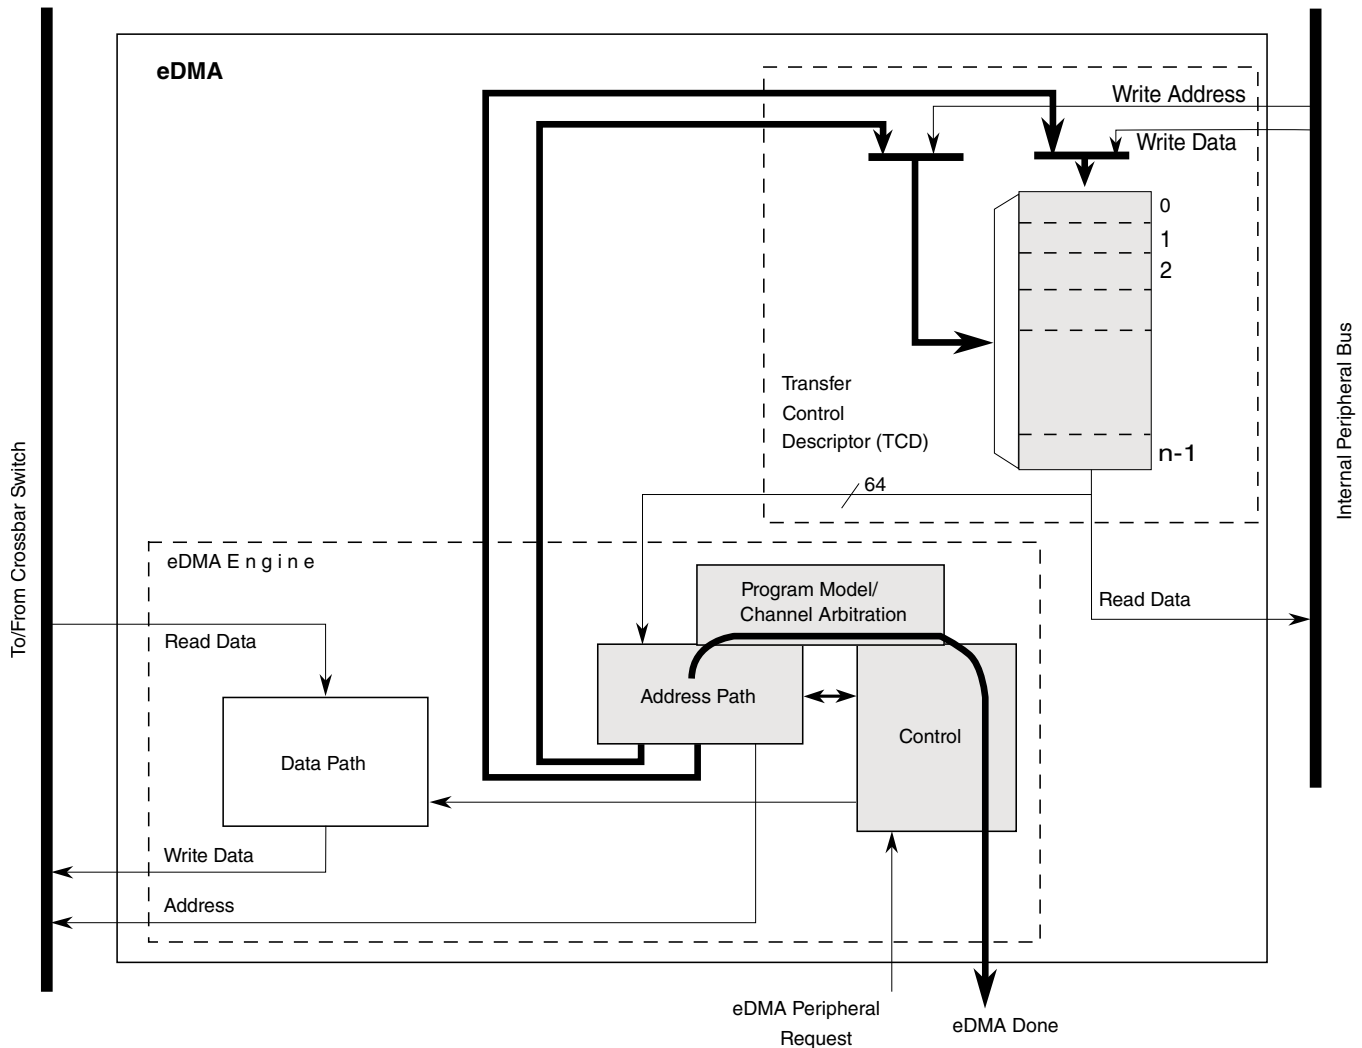 eDMA
Write Address
Write Data
0
1
2
n-1
Transfer
Control
Descriptor (TCD)
64
Internal Peripheral Bus
To/From Crossbar Switch
eDMA E n g i n e
Program Model/
Channel Arbitration
Read Data
Read Data
Address Path
Control
Data Path
Write Data
Address
eDMA Peripheral
Request
eDMA Done